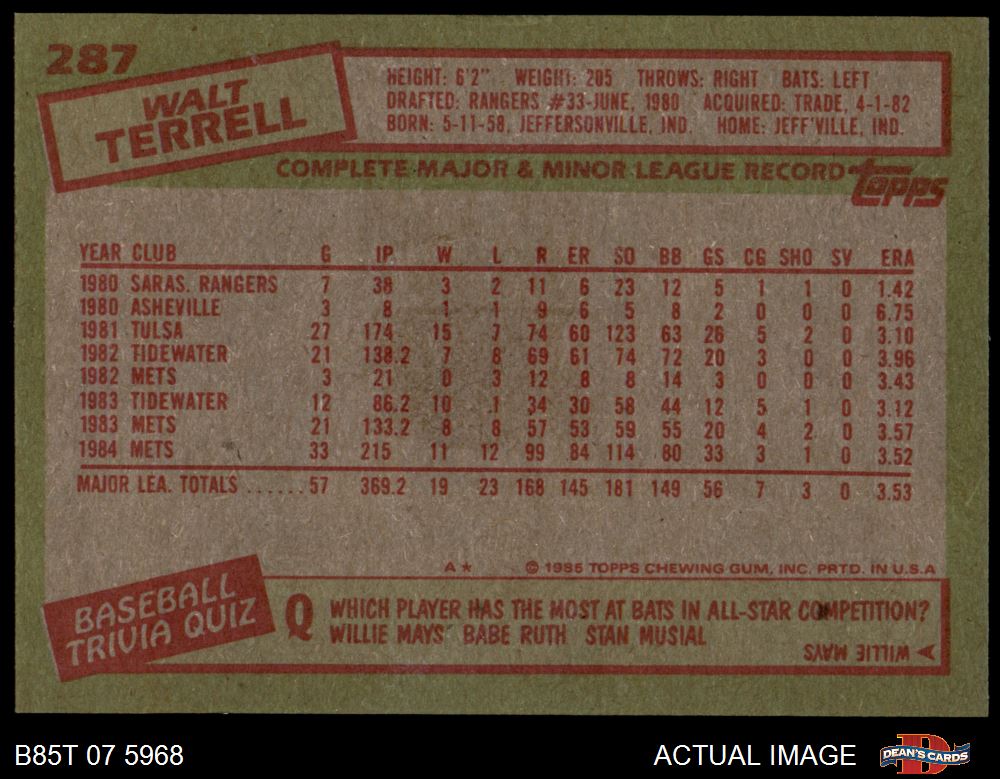 287
WALT
TERRELL
HEIGHT: 6'2" WEIGHT: 205 THROWS: RIGHT BATS: LEFT
DRAFTED: RANGERS #33-JUNE, 1980 ACQUIRED: TRADE, 4-1-82
BORN: 5-11-58, JEFFERSONVILLE, IND. HOME: JEFF'VILLE, IND.
COMPLETE MAJOR & MINOR LEAGUE RECORD topps
YEAR CLUB G IP W L R ER SO BB GS CG SHO SV ERA
1980 SARAS. RANGERS 7 38 3 2 11 6 23 12 5 1 1 0 1.42
1980 ASHEVILLE 3 8 1 1 9 6 5 8 2 0 0 0 6.75
1981 TULSA 27 174 15 7 74 60 123 63 26 5 2 0 3.10
1982 TIDEWATER 21 138.2 7 8 69 61 74 72 20 3 0 0 3.96
1982 METS 3 21 0 3 12 8 8 14 3 0 0 0 3.43
1983 TIDEWATER 12 86.2 10 1 34 30 58 44 12 5 1 0 3.12
1983 METS 21 133.2 8 8 57 53 59 55 20 4 2 0 3.57
1984 METS 33 215 11 12 99 84 114 80 33 3 1 0 3.52
MAJOR LEA. TOTALS ......57 369.2 19 23 168 145 181 149 56 7 3 0 3.53
A* © 1985 TOPPS CHEWING GUM, INC. PRTD. IN U.S.A
BASEBALL
TRIVIA QUIZ
Q WHICH PLAYER HAS THE MOST AT BATS IN ALL-STAR COMPETITION?
WILLIE MAYS BABE RUTH STAN MUSIAL
A WILLIE MAYS
B85T 07 5968
ACTUAL IMAGE
D DEAN'S CARDS